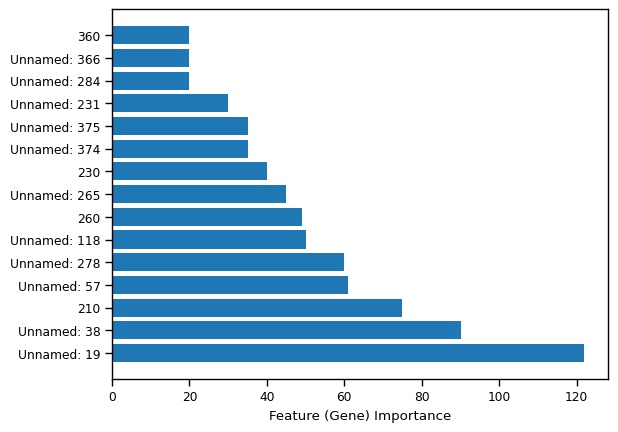 360
Unnamed: 366
Unnamed: 284
Unnamed: 231
Unnamed: 375
Unnamed: 374
230
Unnamed: 265
260
Unnamed: 118
Unnamed: 278
Unnamed: 57
210
Unnamed: 38
Unnamed: 19
0 20 40 60 80 100 120
Feature (Gene) Importance